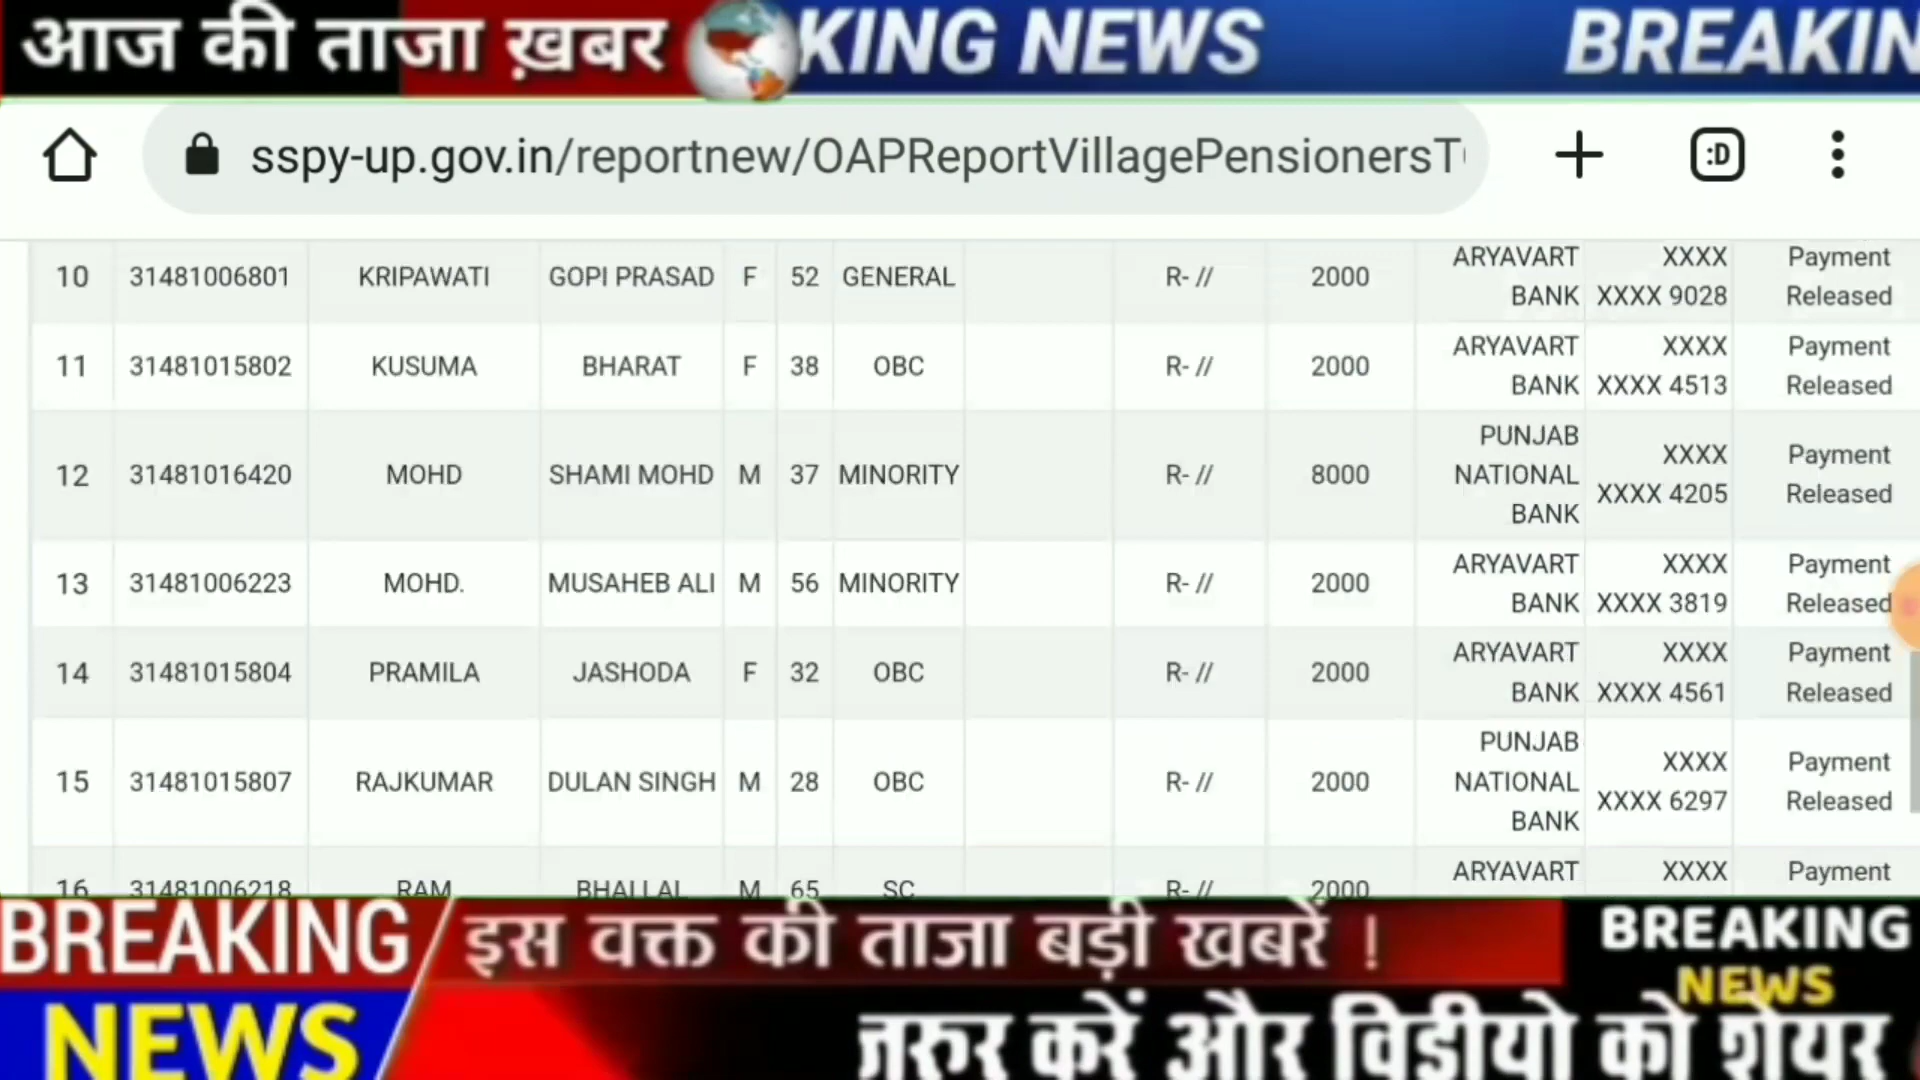 आज की ताजा ख़बर KING NEWS BREAKIN
sspy-up.gov.in/reportnew/OAPReportVillagePensionersT
:D
10 31481006801 KRIPAWATI GOPI PRASAD F 52 GENERAL R- // 2000 ARYAVART BANK XXXX XXXX 9028 Payment Released
11 31481015802 KUSUMA BHARAT F 38 OBC R- // 2000 ARYAVART BANK XXXX XXXX 4513 Payment Released
12 31481016420 MOHD SHAMI MOHD M 37 MINORITY R- // 8000 PUNJAB NATIONAL BANK XXXX XXXX 4205 Payment Released
13 31481006223 MOHD. MUSAHEB ALI M 56 MINORITY R- // 2000 ARYAVART BANK XXXX XXXX 3819 Payment Released
14 31481015804 PRAMILA JASHODA F 32 OBC R- // 2000 ARYAVART BANK XXXX XXXX 4561 Payment Released
15 31481015807 RAJKUMAR DULAN SINGH M 28 OBC R- // 2000 PUNJAB NATIONAL BANK XXXX XXXX 6297 Payment Released
16 31481006218 RAM BHALLAL M 65 SC R- // 2000 ARYAVART XXXX Payment
BREAKING NEWS
इस वक्त की ताजा बड़ी खबरें !
BREAKING NEWS
जरुर करें और विडीयो को शेयर